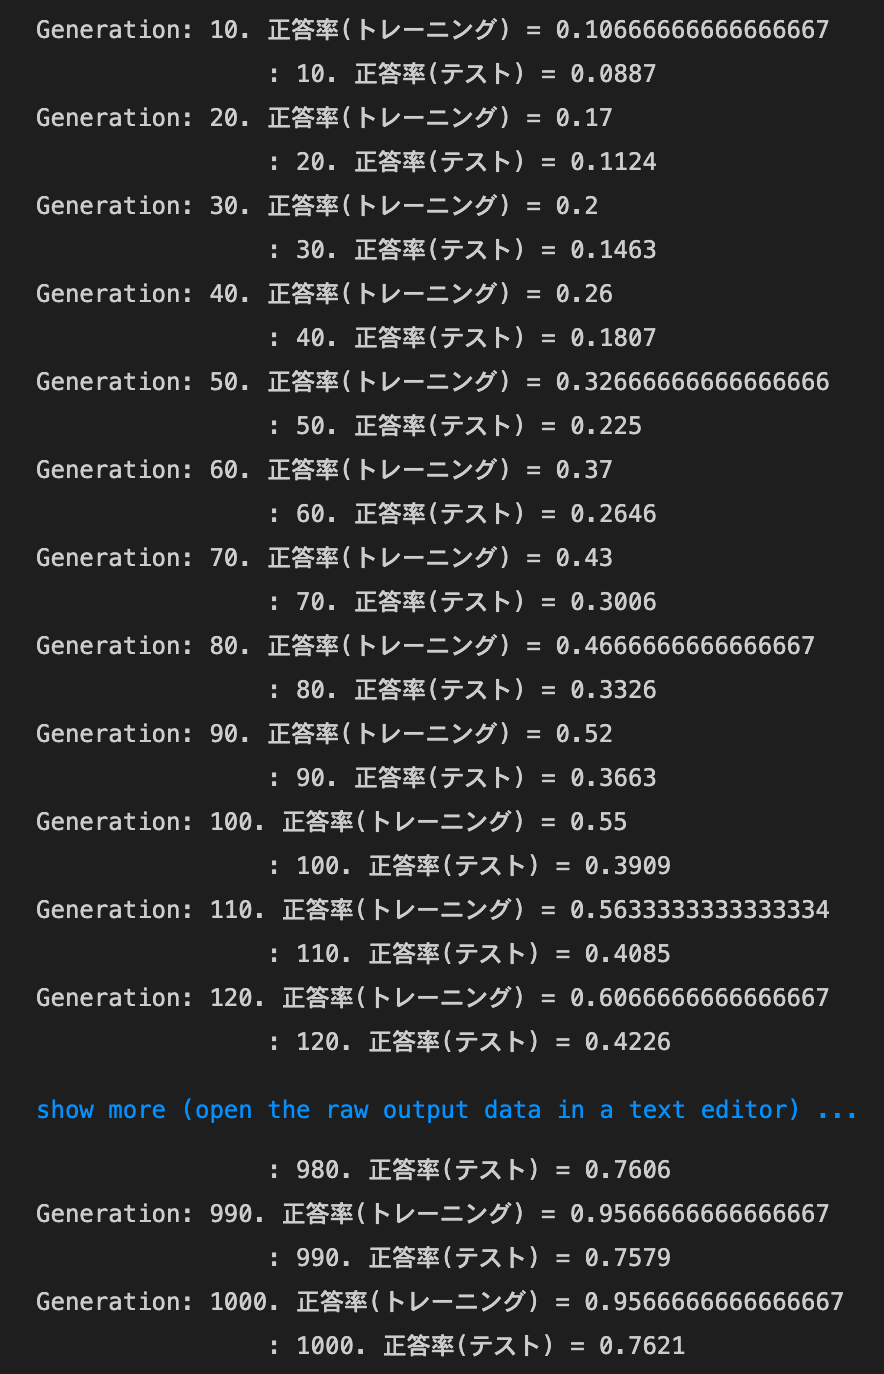 Generation: 10. 正答率(トレーニング) = 0.10666666666666667
: 10. 正答率(テスト) = 0.0887
Generation: 20. 正答率(トレーニング) = 0.17
: 20. 正答率(テスト) = 0.1124
Generation: 30. 正答率(トレーニング) = 0.2
: 30. 正答率(テスト) = 0.1463
Generation: 40. 正答率(トレーニング) = 0.26
: 40. 正答率(テスト) = 0.1807
Generation: 50. 正答率(トレーニング) = 0.32666666666666666
: 50. 正答率(テスト) = 0.225
Generation: 60. 正答率(トレーニング) = 0.37
: 60. 正答率(テスト) = 0.2646
Generation: 70. 正答率(トレーニング) = 0.43
: 70. 正答率(テスト) = 0.3006
Generation: 80. 正答率(トレーニング) = 0.4666666666666667
: 80. 正答率(テスト) = 0.3326
Generation: 90. 正答率(トレーニング) = 0.52
: 90. 正答率(テスト) = 0.3663
Generation: 100. 正答率(トレーニング) = 0.55
: 100. 正答率(テスト) = 0.3909
Generation: 110. 正答率(トレーニング) = 0.5633333333333334
: 110. 正答率(テスト) = 0.4085
Generation: 120. 正答率(トレーニング) = 0.6066666666666667
: 120. 正答率(テスト) = 0.4226
show more (open the raw output data in a text editor) ...
: 980. 正答率(テスト) = 0.7606
Generation: 990. 正答率(トレーニング) = 0.9566666666666667
: 990. 正答率(テスト) = 0.7579
Generation: 1000. 正答率(トレーニング) = 0.9566666666666667
: 1000. 正答率(テスト) = 0.7621